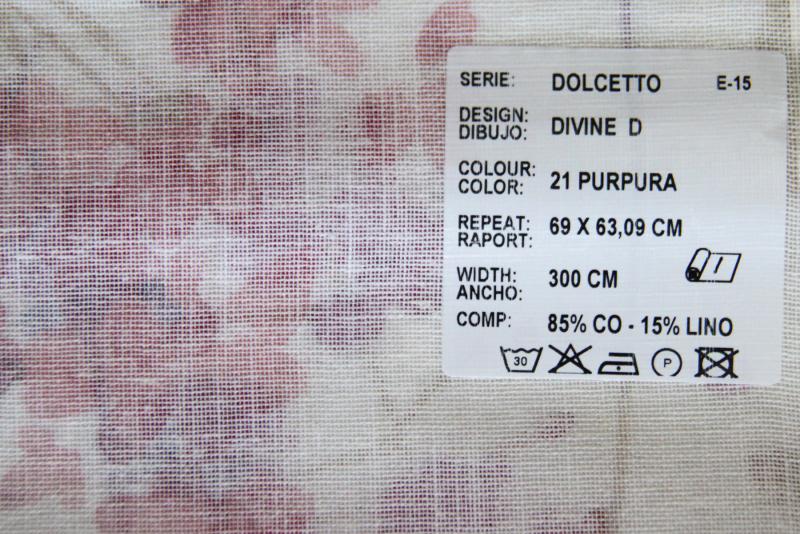 SERIE: DOLCETTO E-15
DESIGN:
DIBUJO: DIVINE D
COLOUR:
COLOR: 21 PURPURA
REPEAT: 69 X 63,09 CM
RAPORT:
WIDTH: 300 CM
ANCHO:
COMP: 85% CO - 15% LINO
30 P